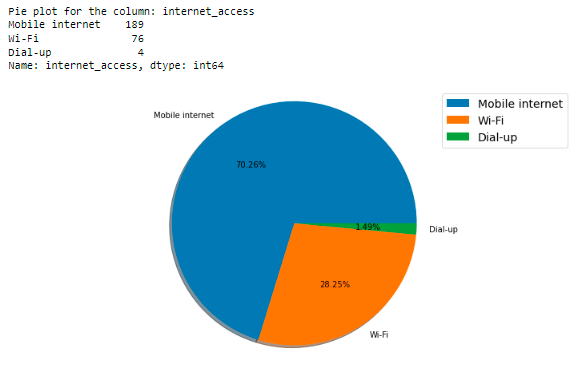 Pie plot for the column: internet_access
Mobile internet    189
Wi-Fi               76
Dial-up              4
Name: internet_access, dtype: int64
Mobile internet
Wi-Fi
Dial-up
Mobile internet
70.26%
1.49%
Dial-up
28.25%
Wi-Fi